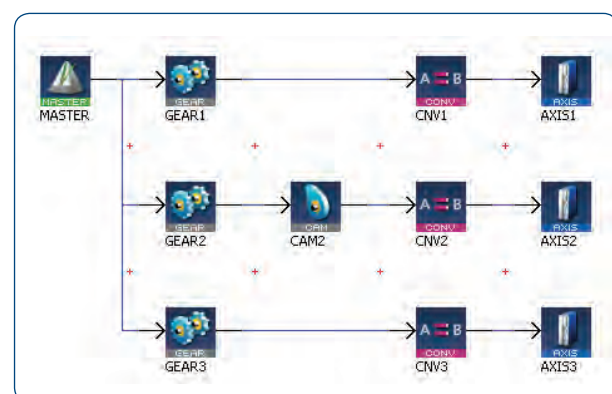 MASTER
MASTER
GEAR
GEAR1
A B
CONV
CNV1
AXIS
AXIS1
GEAR
GEAR2
CAM
CAM2
A B
CONV
CNV2
AXIS
AXIS2
GEAR
GEAR3
A B
CONV
CNV3
AXIS
AXIS3